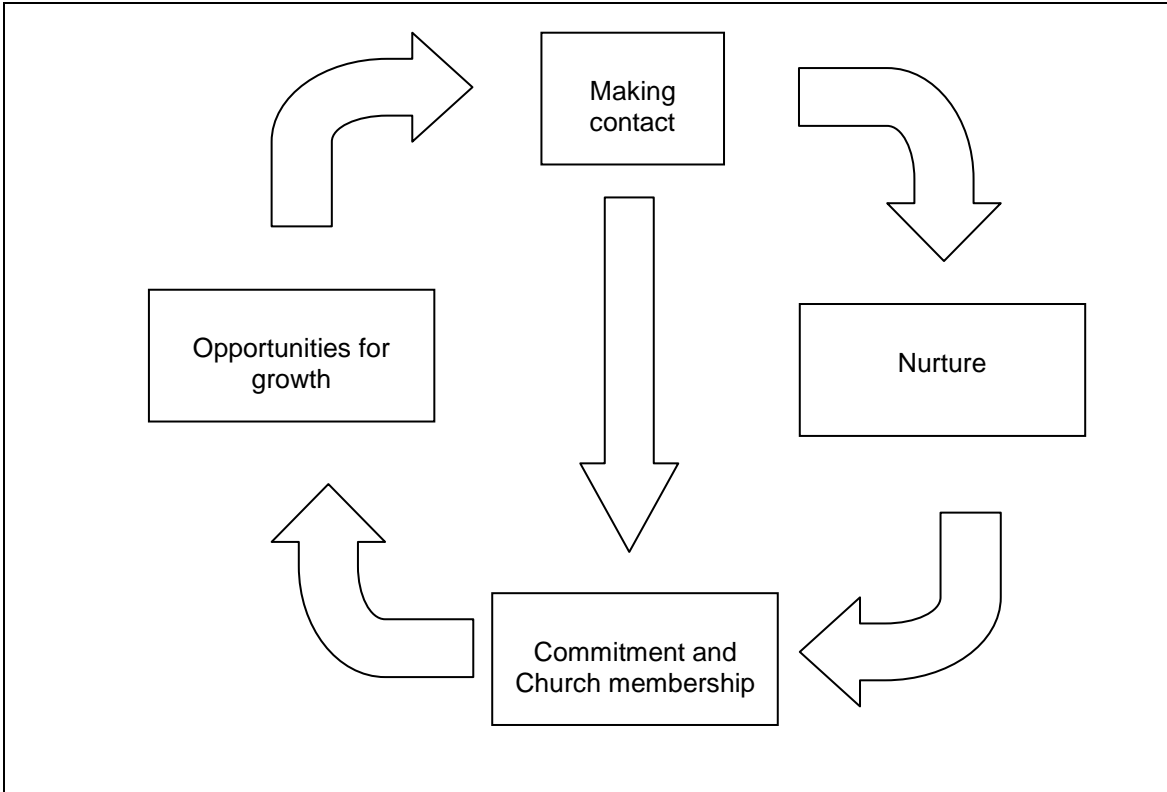 Making
contact
Opportunities for
growth
Nurture
Commitment and
Church membership